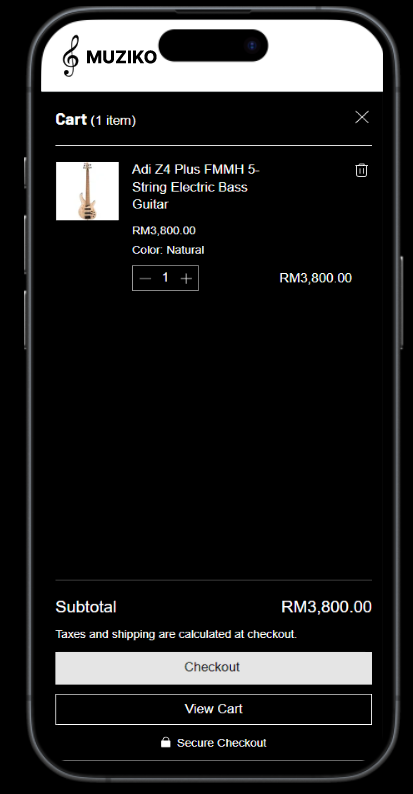 MUZIKO
Cart (1 item)
Adi Z4 Plus FMMH 5-
String Electric Bass
Guitar
RM3,800.00
Color: Natural
1 RM3,800.00
Subtotal RM3,800.00
Taxes and shipping are calculated at checkout.
Checkout
View Cart
Secure Checkout